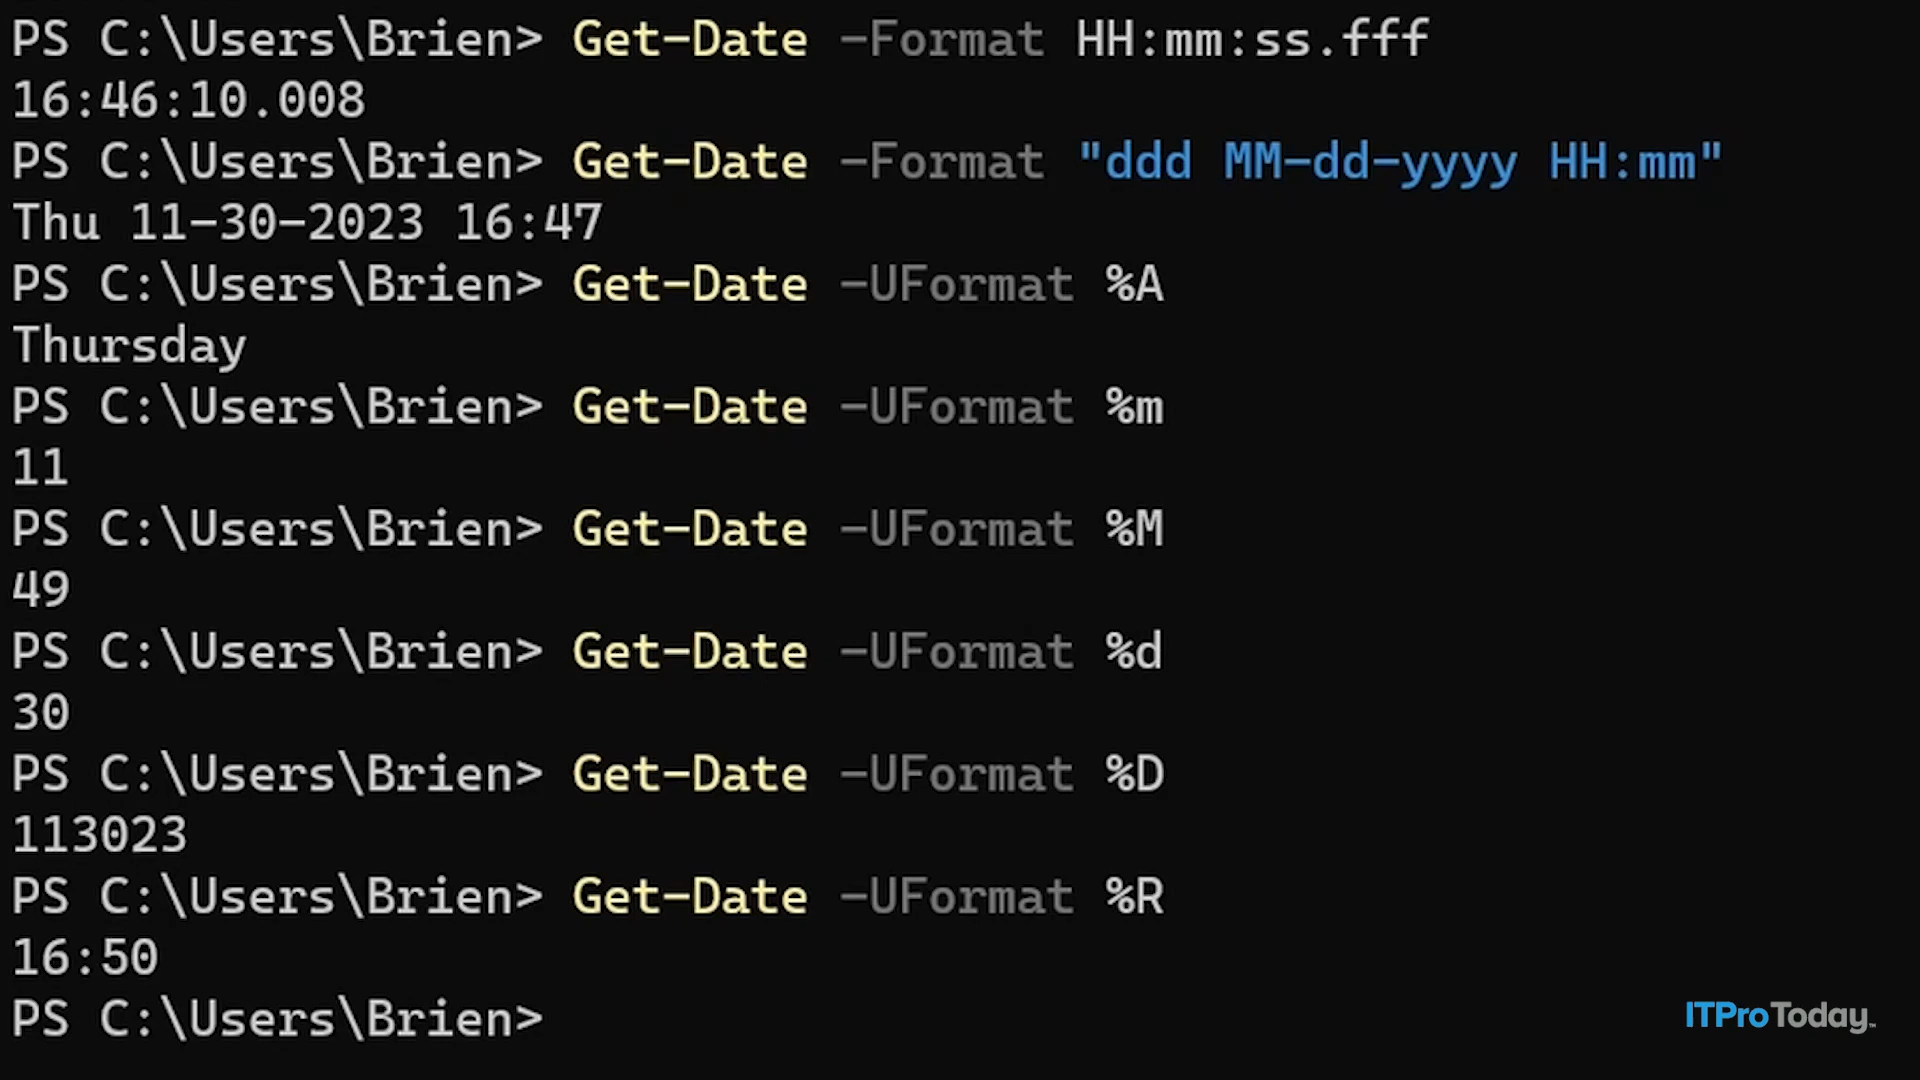 PS C:\Users\Brien> Get-Date -Format HH:mm:ss.fff
16:46:10.008
PS C:\Users\Brien> Get-Date -Format "ddd MM-dd-yyyy HH:mm"
Thu 11-30-2023 16:47
PS C:\Users\Brien> Get-Date -UFormat %A
Thursday
PS C:\Users\Brien> Get-Date -UFormat %m
11
PS C:\Users\Brien> Get-Date -UFormat %M
49
PS C:\Users\Brien> Get-Date -UFormat %d
30
PS C:\Users\Brien> Get-Date -UFormat %D
113023
PS C:\Users\Brien> Get-Date -UFormat %R
16:50
PS C:\Users\Brien>
ITProToday™